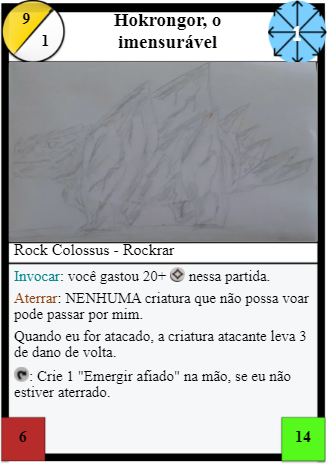 9
1
Hokrongor, o
imensurável
1
Rock Colossus - Rockrar
Invocar: você gastou 20+ nessa partida.
Aterrar: NENHUMA criatura que não possa voar
pode passar por mim.
Quando eu for atacado, a criatura atacante leva 3
de dano de volta.
: Crie 1 "Emergir afiado" na mão, se eu não
estiver aterrado.
6
14